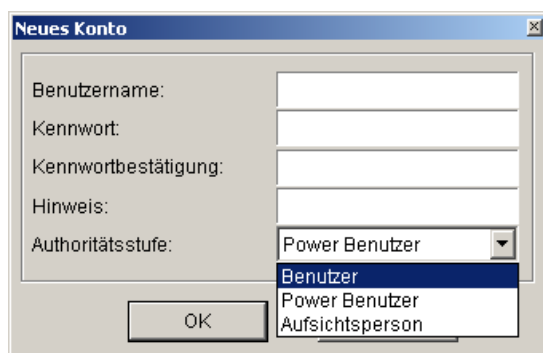 Neues Konto
Benutzername:
Kennwort:
Kennwortbestätigung:
Hinweis:
Authoritätsstufe: Power Benutzer
Benutzer
Power Benutzer
OK Aufsichtsperson